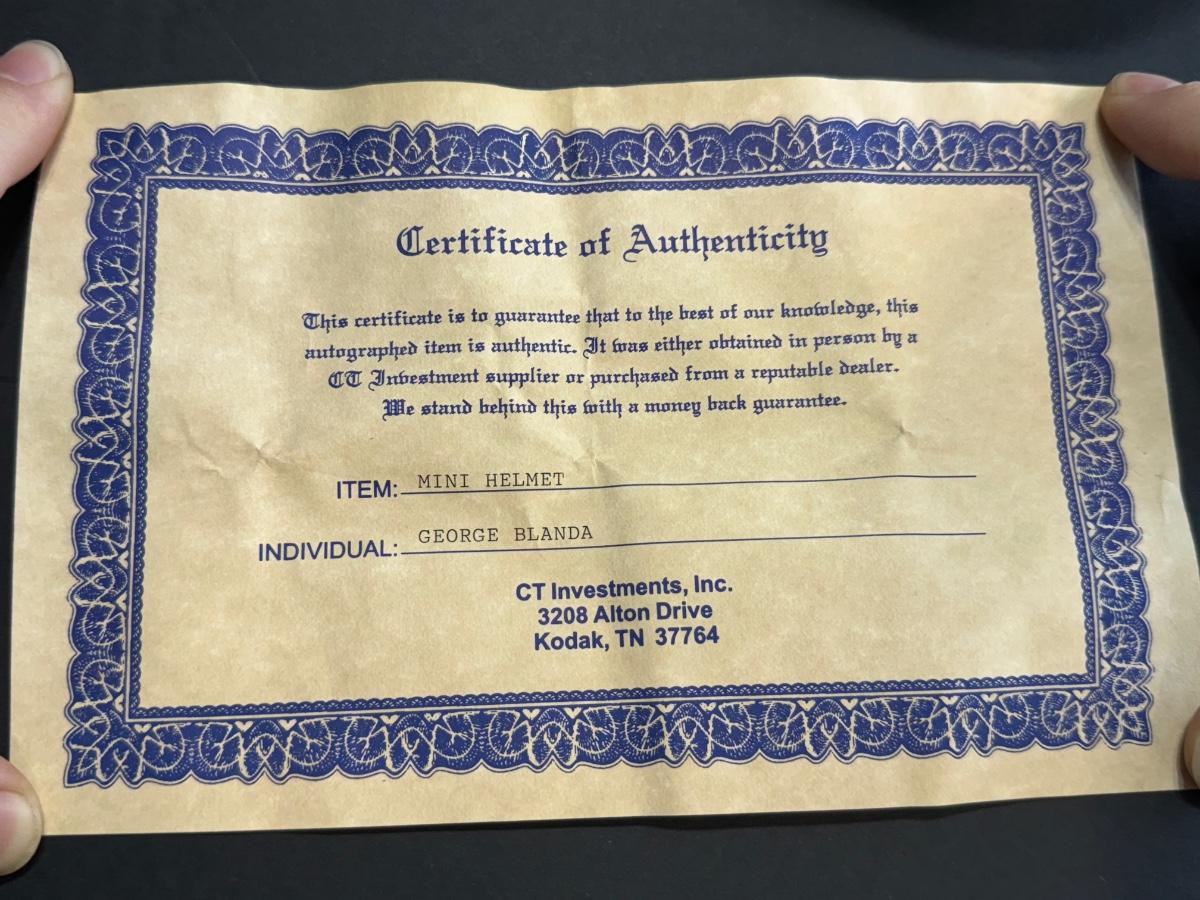 Certificate of Authenticity
This certificate is to guarantee that to the best of our knowledge, this
autographed item is authentic. It was either obtained in person by a
CT Investment supplier or purchased from a reputable dealer.
We stand behind this with a money back guarantee.
ITEM: MINI HELMET
INDIVIDUAL: GEORGE BLANDA
CT Investments, Inc.
3208 Alton Drive
Kodak, TN 37764